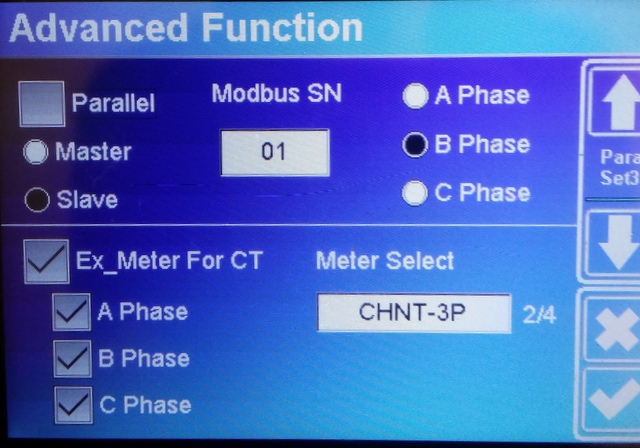 Advanced Function
Parallel
Modbus SN
A Phase
Master
01
B Phase
Slave
C Phase
Para
Set3
Ex_Meter For CT
Meter Select
A Phase
CHNT-3P
2/4
B Phase
C Phase